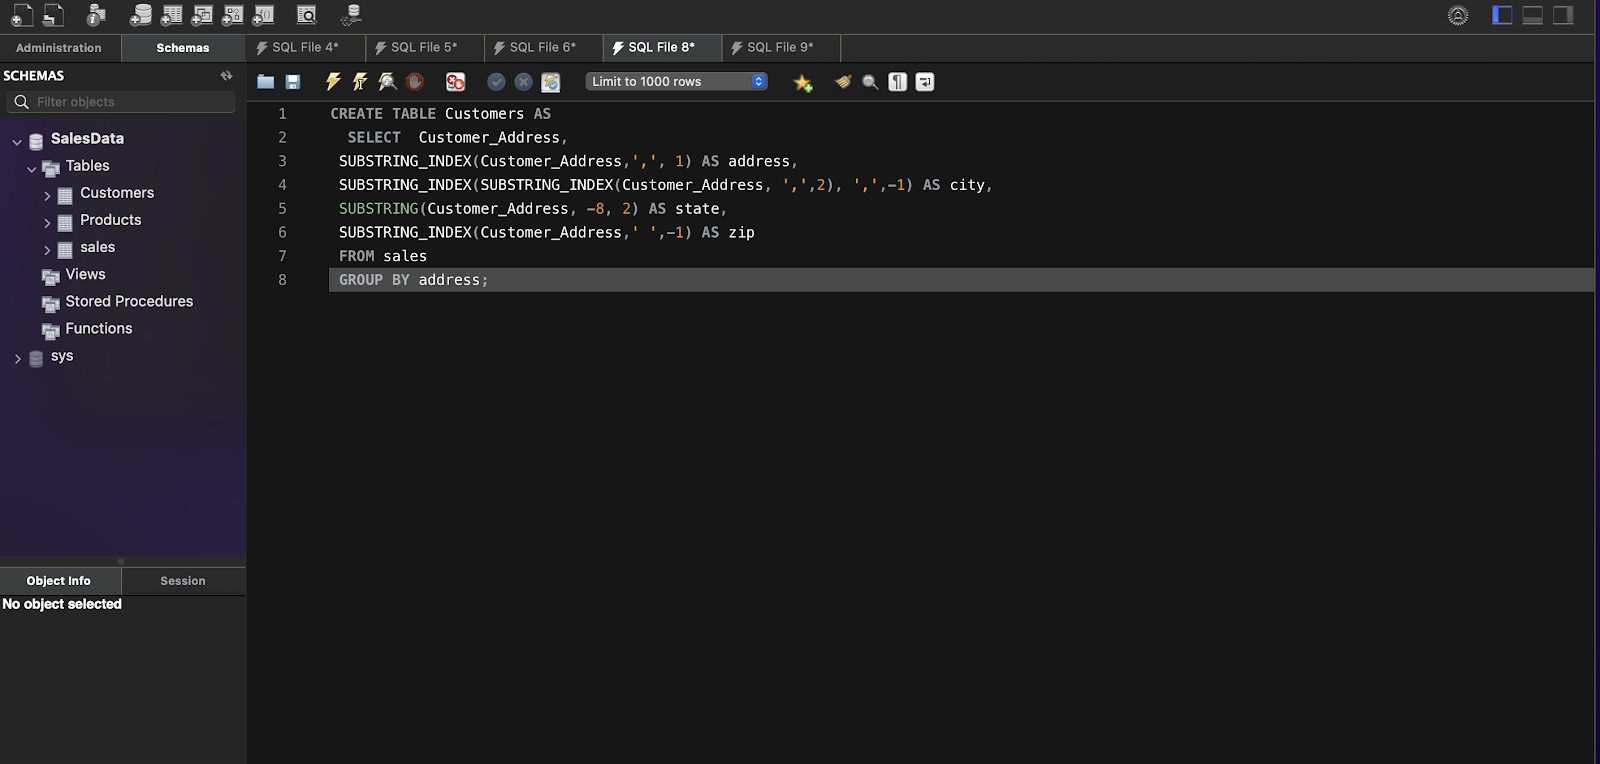 Administration Schemas SQL File 4* SQL File 5* SQL File 6* SQL File 8* SQL File 9*
SCHEMAS
Filter objects
Limit to 1000 rows
SalesData
Tables
Customers
Products
sales
Views
Stored Procedures
Functions
sys
Object Info Session
No object selected
1 CREATE TABLE Customers AS
2 SELECT  Customer_Address,
3 SUBSTRING_INDEX(Customer_Address,',', 1) AS address,
4 SUBSTRING_INDEX(SUBSTRING_INDEX(Customer_Address, ',',2), ',',-1) AS city,
5 SUBSTRING(Customer_Address, -8, 2) AS state,
6 SUBSTRING_INDEX(Customer_Address,' ',-1) AS zip
7 FROM sales
8 GROUP BY address;